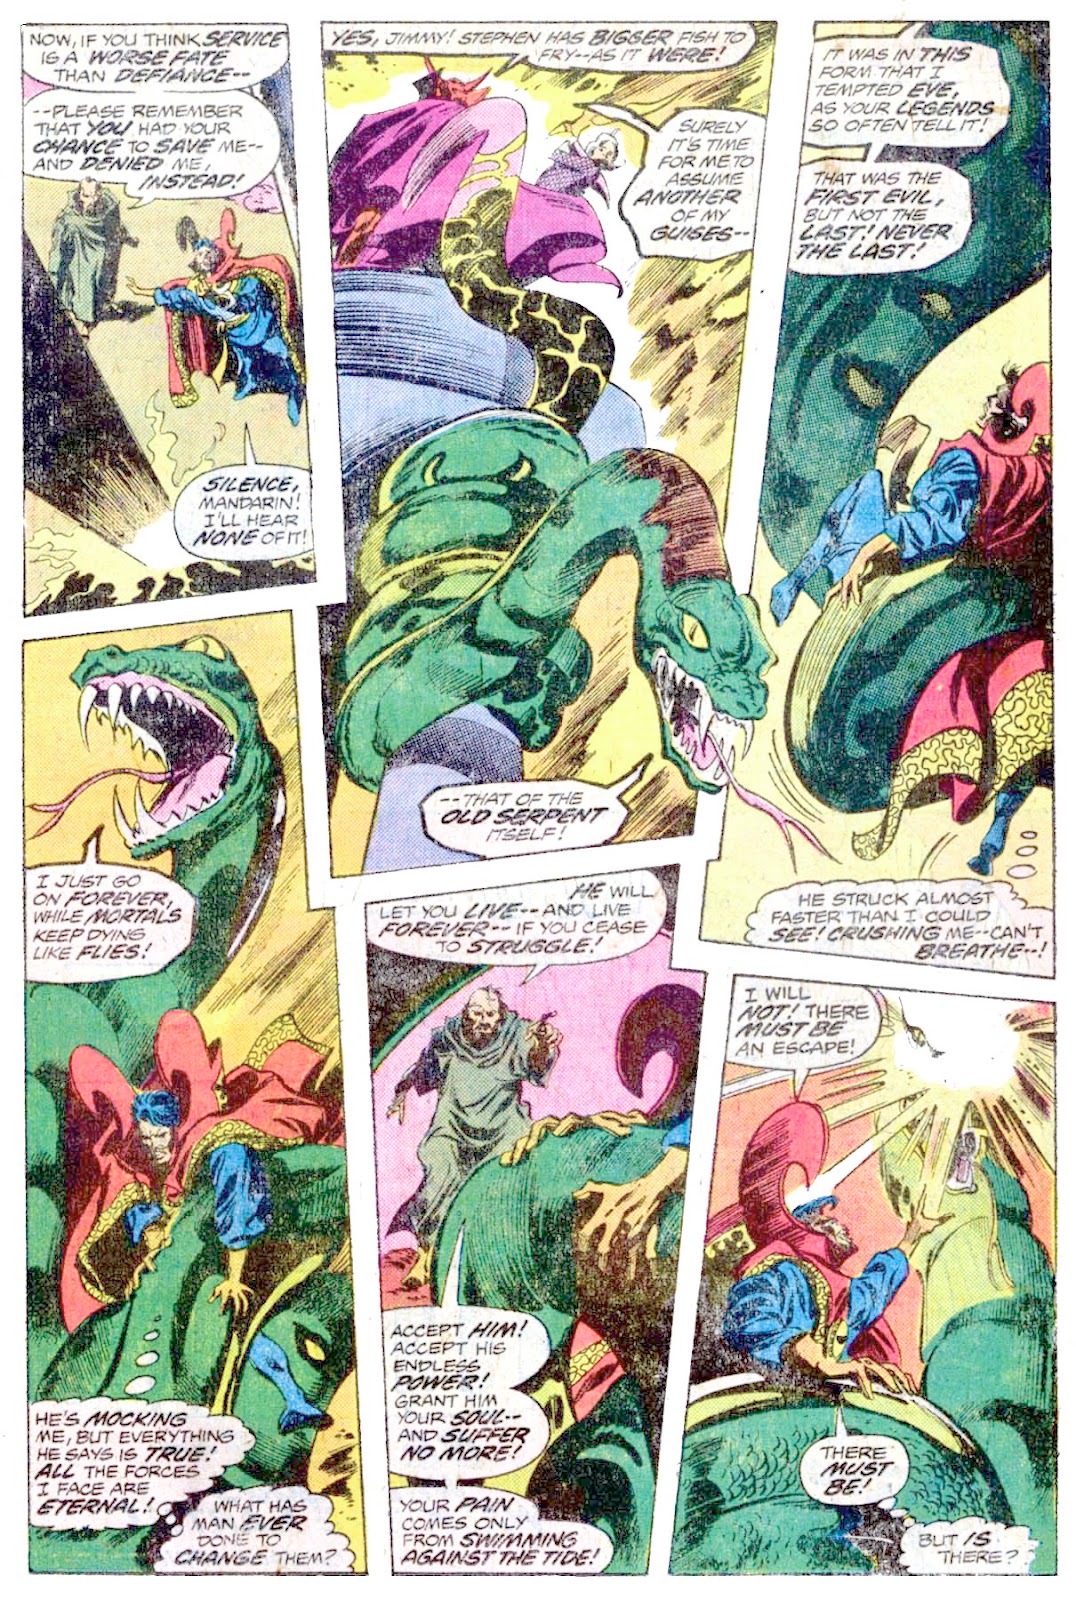 NOW, IF YOU THINK SERVICE
IS A WORSE FATE
THAN DEFIANCE--
--PLEASE REMEMBER
THAT YOU HAD YOUR
CHANCE TO SAVE ME--
AND DENIED ME,
INSTEAD!
SILENCE,
MANDARIN!
I'LL HEAR
NONE OF IT!
YES, JIMMY! STEPHEN HAS BIGGER FISH TO
FRY--AS IT WERE!
SURELY
IT'S TIME
FOR ME TO
ASSUME
ANOTHER
OF MY
GUISES--
--THAT OF THE
OLD SERPENT
ITSELF!
IT WAS IN THIS
FORM THAT I
TEMPTED EVE,
AS YOUR LEGENDS
SO OFTEN TELL IT!
THAT WAS THE
FIRST EVIL,
BUT NOT THE
LAST! NEVER
THE LAST!
HE STRUCK ALMOST
FASTER THAN I COULD
SEE! CRUSHING ME--CAN'T
BREATHE--!
I JUST GO
ON FOREVER,
WHILE MORTALS
KEEP DYING
LIKE FLIES!
HE'S MOCKING
ME, BUT EVERYTHING
HE SAYS IS TRUE!
ALL THE FORCES
I FACE ARE
ETERNAL!
WHAT HAS
MAN EVER
DONE TO
CHANGE THEM?
HE WILL
LET YOU LIVE--AND LIVE
FOREVER--IF YOU CEASE
TO STRUGGLE!
ACCEPT HIM!
ACCEPT HIS
ENDLESS
POWER!
GRANT HIM
YOUR SOUL--
AND SUFFER
NO MORE!
YOUR PAIN
COMES ONLY
FROM SWIMMING
AGAINST THE TIDE!
I WILL
NOT! THERE
MUST BE
AN ESCAPE!
THERE
MUST
BE!
BUT IS
THERE?